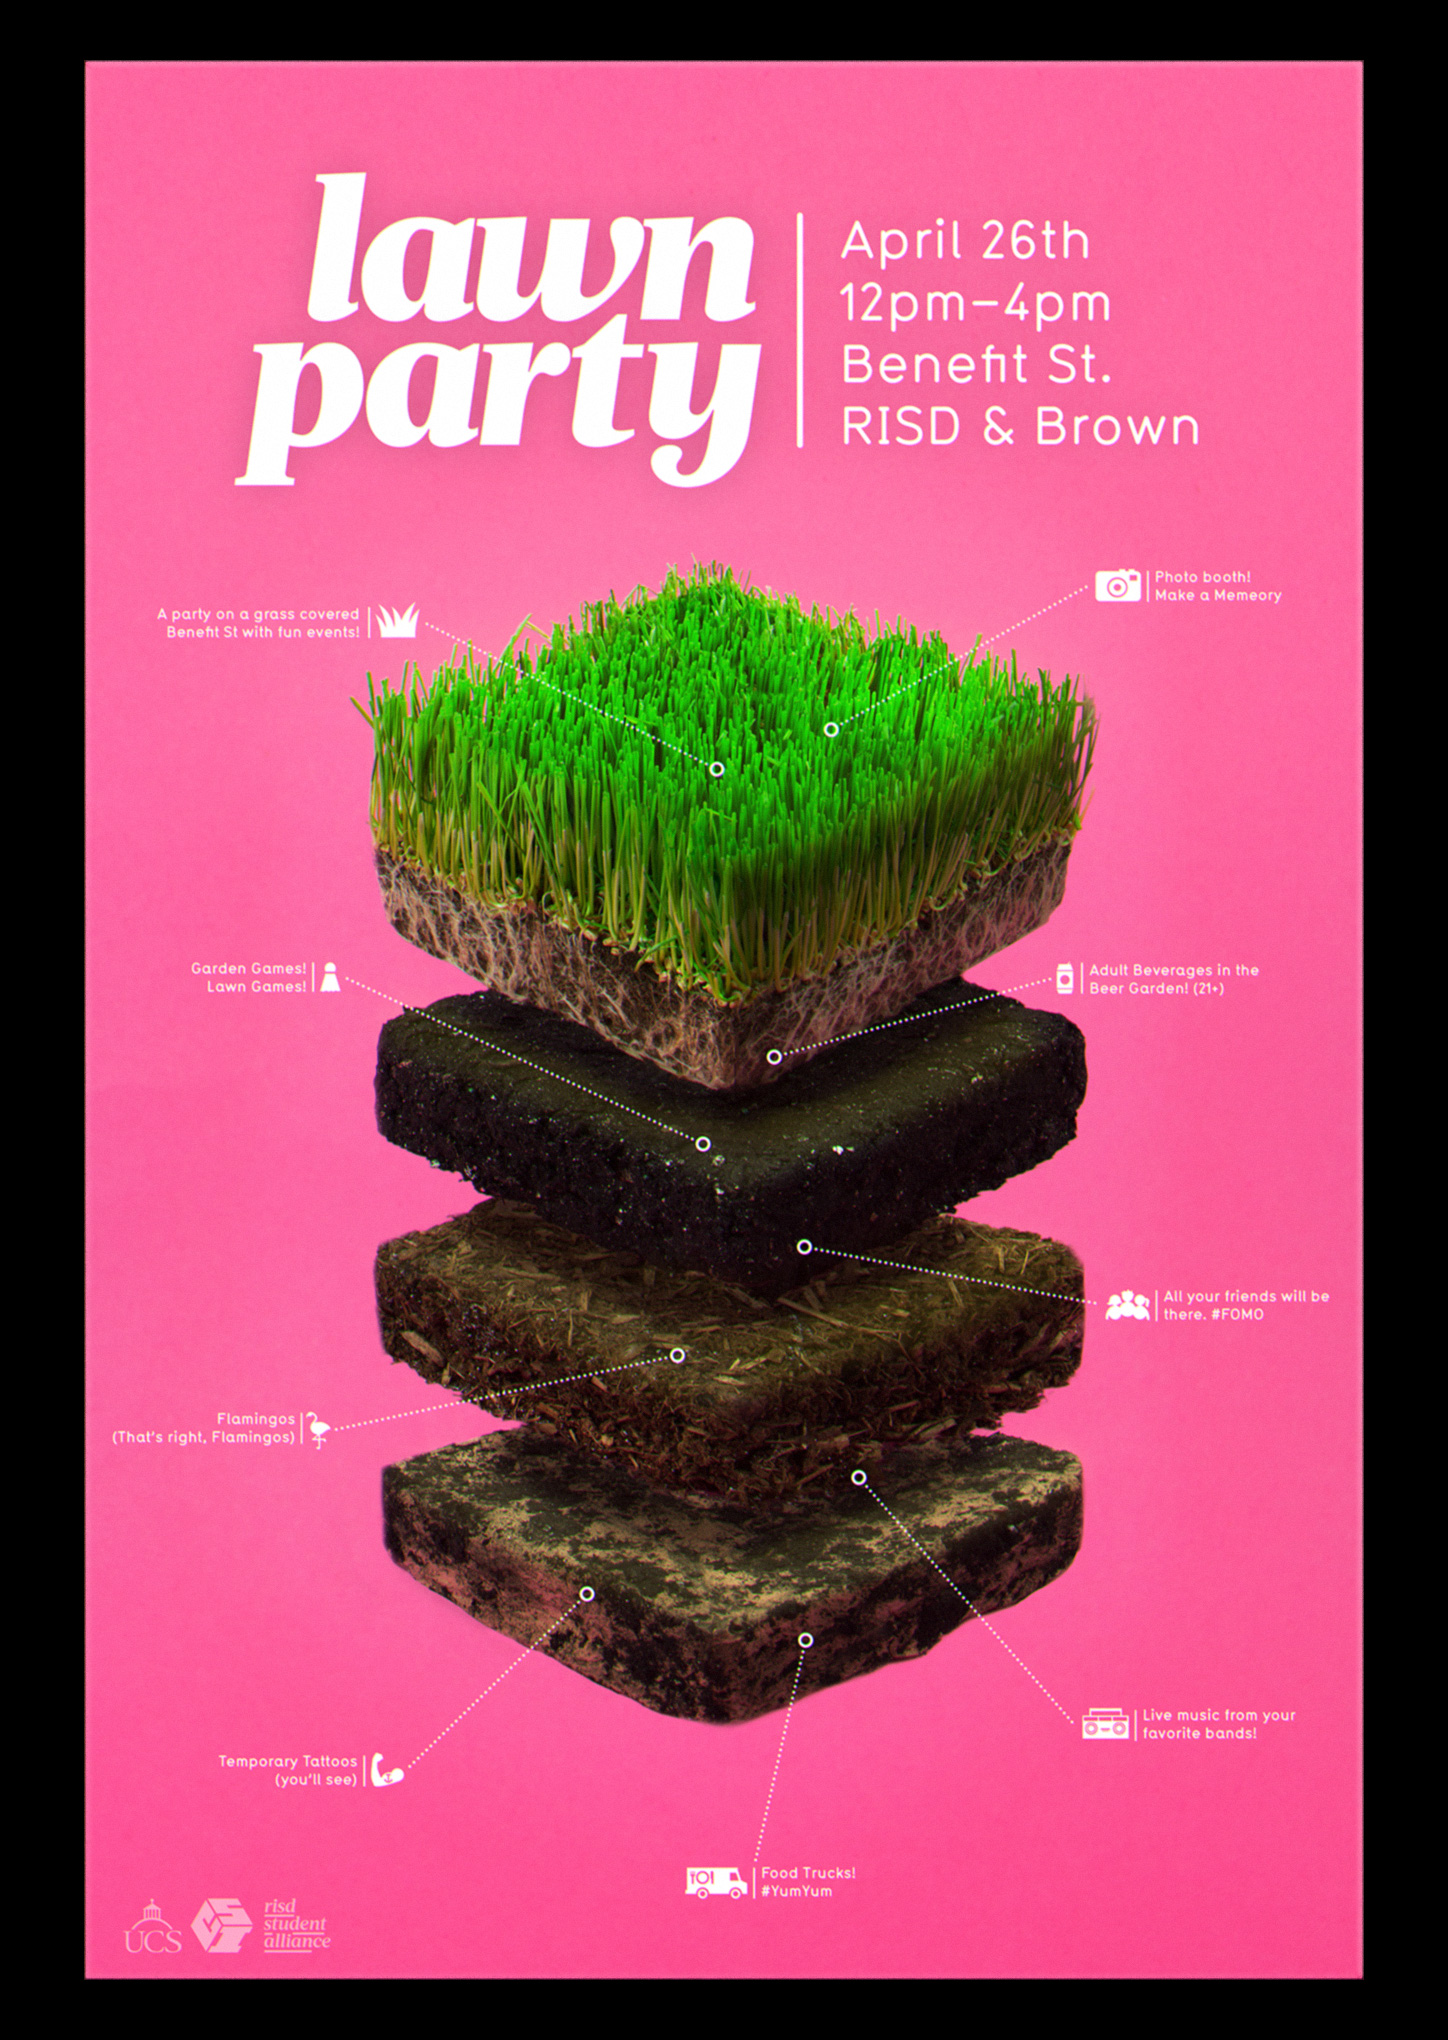 lawn
party
April 26th
12pm–4pm
Benefit St.
RISD & Brown
Photo booth!
Make a Memeory
A party on a grass covered
Benefit St with fun events!
Garden Games!
Lawn Games!
Adult Beverages in the
Beer Garden! (21+)
All your friends will be
there. #FOMO
Flamingos
(That's right, Flamingos)
Live music from your
favorite bands!
Temporary Tattoos
(you'll see)
Food Trucks!
#YumYum
UCS
risd
student
alliance